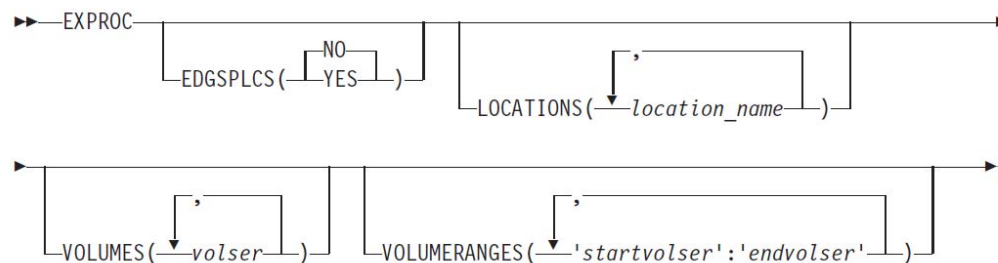 EXPROC
NO
EDGSPLCS( YES )
,
LOCATIONS( location_name )
, ,
VOLUMES( volser ) VOLUMERANGES( 'startvolser':'endvolser' )